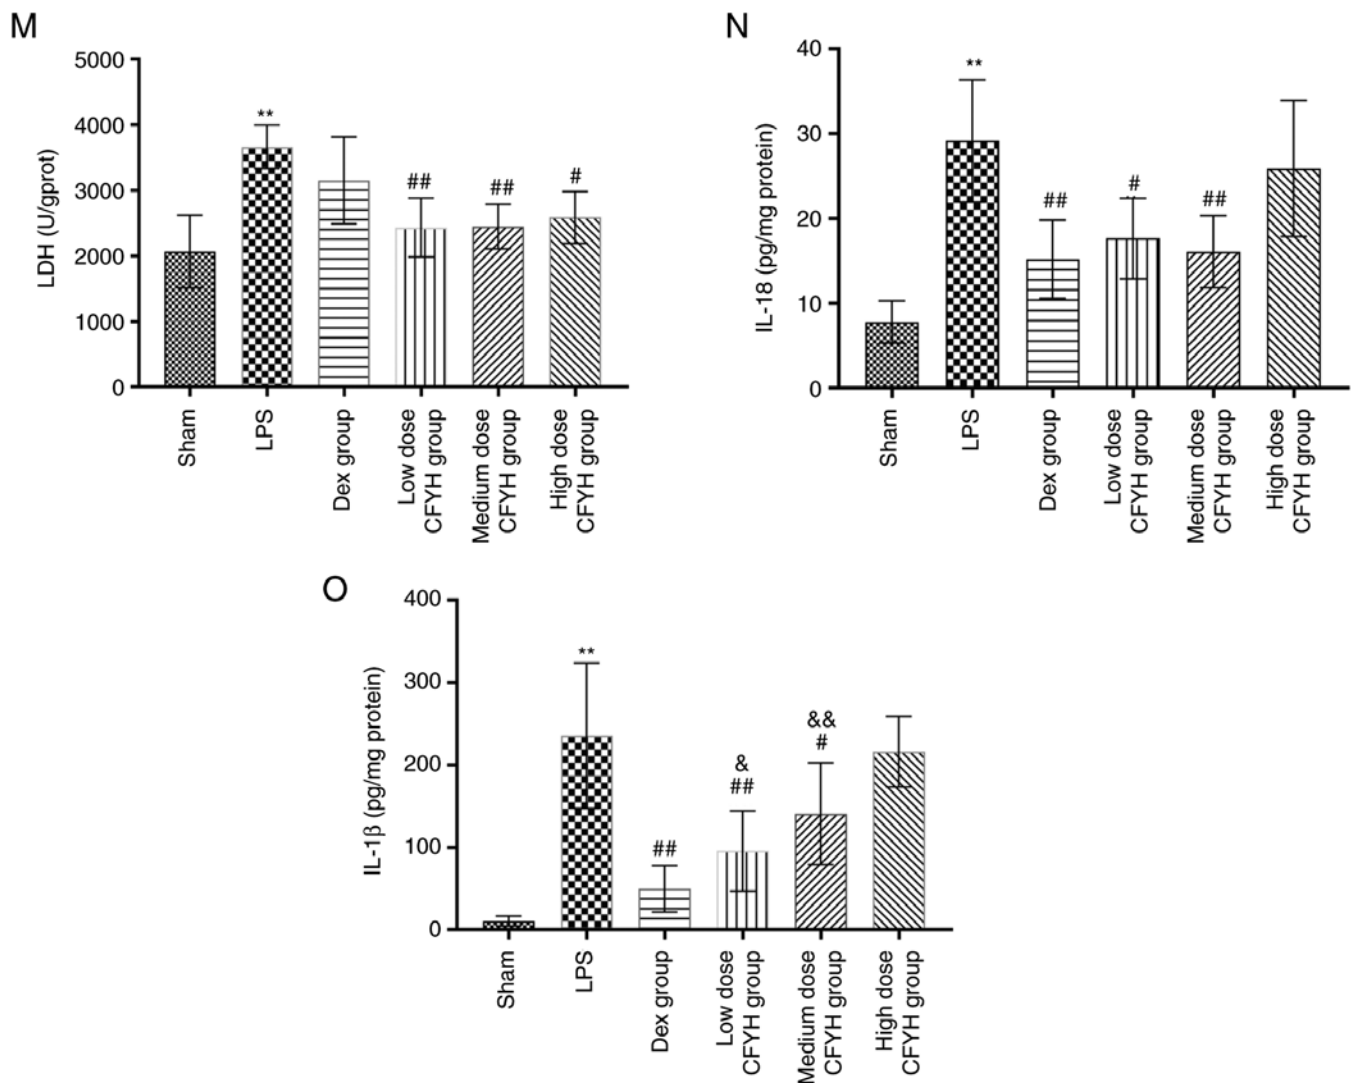 M
LDH (U/gprot)
5000
4000
3000
2000
1000
0
**
##
##
#
Sham
LPS
Dex group
Low dose
CFYH group
Medium dose
CFYH group
High dose
CFYH group
N
IL-18 (pg/mg protein)
40
30
20
10
0
**
##
#
##
Sham
LPS
Dex group
Low dose
CFYH group
Medium dose
CFYH group
High dose
CFYH group
O
IL-1β (pg/mg protein)
400
300
200
100
0
**
##
&
##
&&
#
Sham
LPS
Dex group
Low dose
CFYH group
Medium dose
CFYH group
High dose
CFYH group